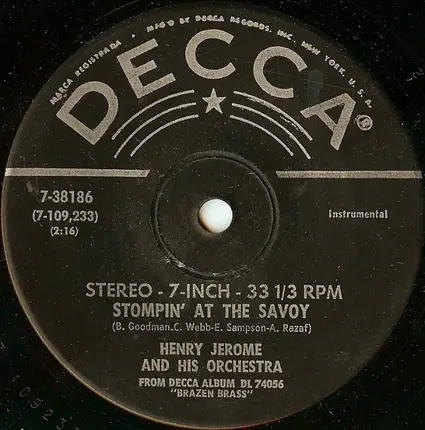 MARCA REGISTRADA • MF'D BY DECCA RECORDS, INC., NEW YORK, U.S.A.
DECCA®
7-38186
(7-109,233)
(2:16)
Instrumental
STEREO - 7-INCH - 33 1/3 RPM
STOMPIN' AT THE SAVOY
(B. Goodman.C. Webb-E. Sampson-A. Razaf)
HENRY JEROME
AND HIS ORCHESTRA
FROM DECCA ALBUM DL 74056
"BRAZEN BRASS"